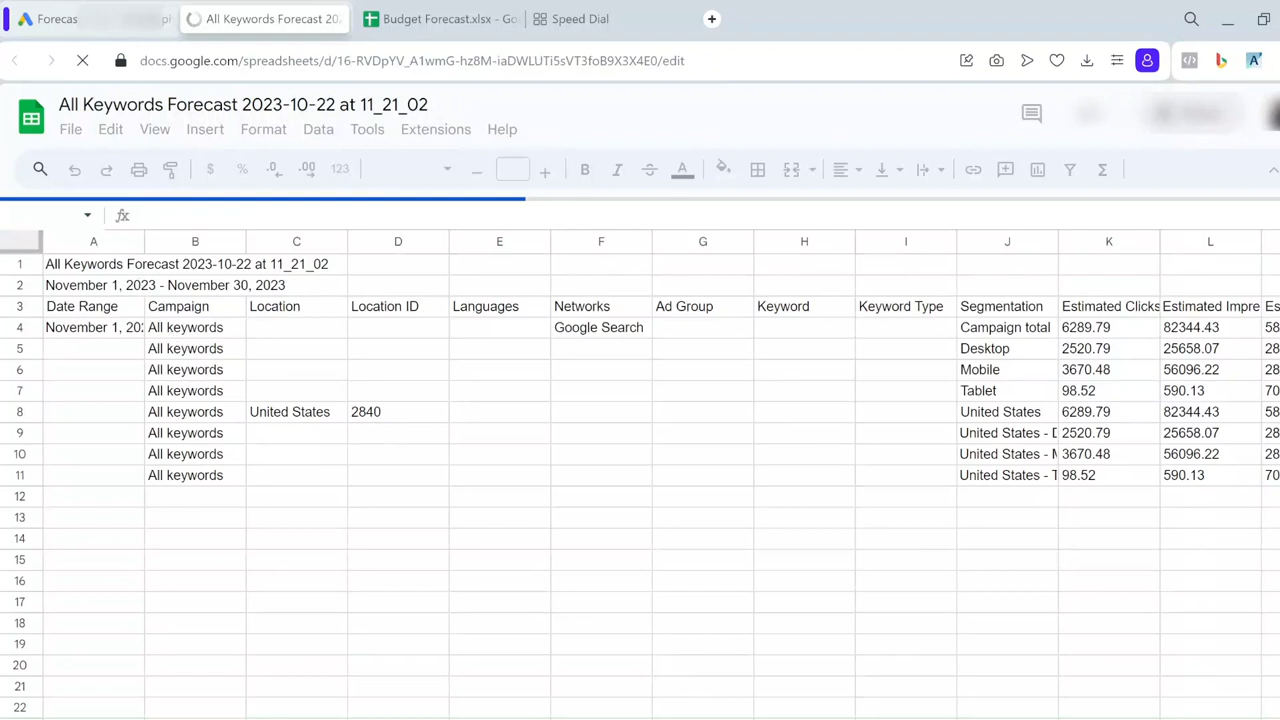 Forecas
All Keywords Forecast 202
Budget Forecast.xlsx - Go
Speed Dial
docs.google.com/spreadsheets/d/16-RVDpYV_A1wmG-hz8M-iaDWLUTi5sVT3foB9X3X4E0/edit
All Keywords Forecast 2023-10-22 at 11_21_02
File Edit View Insert Format Data Tools Extensions Help
$ % .0 .00 123 B I A
fx
A B C D E F G H I J K L
1 All Keywords Forecast 2023-10-22 at 11_21_02
2 November 1, 2023 - November 30, 2023
3 Date Range Campaign Location Location ID Languages Networks Ad Group Keyword Keyword Type Segmentation Estimated Clicks Estimated Impre Es
4 November 1, 202 All keywords Google Search Campaign total 6289.79 82344.43 58
5 All keywords Desktop 2520.79 25658.07 28
6 All keywords Mobile 3670.48 56096.22 28
7 All keywords Tablet 98.52 590.13 70
8 All keywords United States 2840 United States 6289.79 82344.43 58
9 All keywords United States - D 2520.79 25658.07 28
10 All keywords United States - M 3670.48 56096.22 28
11 All keywords United States - T 98.52 590.13 70
12
13
14
15
16
17
18
19
20
21
22